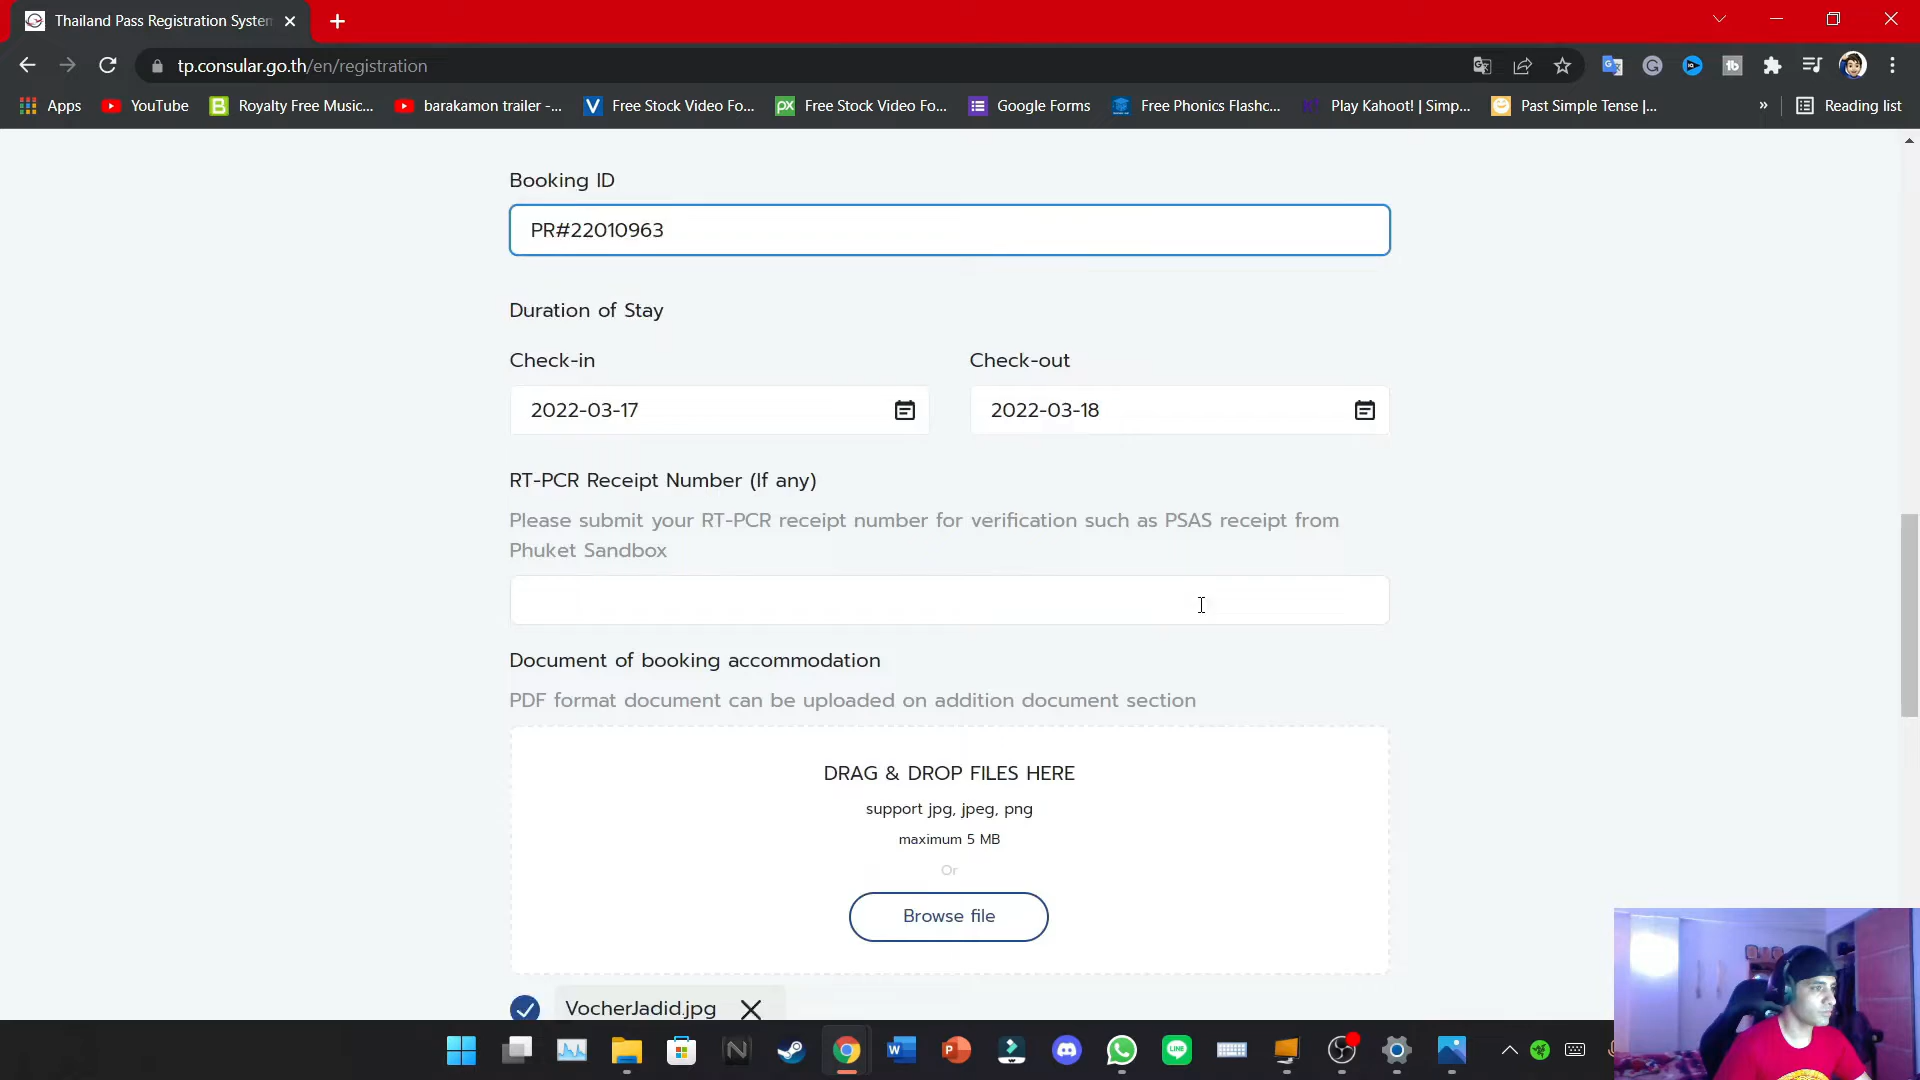 Thailand Pass Registration System
tp.consular.go.th/en/registration
Apps
YouTube
Royalty Free Music...
barakamon trailer -...
Free Stock Video Fo...
Free Stock Video Fo...
Google Forms
Free Phonics Flashc...
Play Kahoot! | Simp...
Past Simple Tense |...
»
Reading list
Booking ID
PR#22010963
Duration of Stay
Check-in
Check-out
2022-03-17
2022-03-18
RT-PCR Receipt Number (If any)
Please submit your RT-PCR receipt number for verification such as PSAS receipt from
Phuket Sandbox
Document of booking accommodation
PDF format document can be uploaded on addition document section
DRAG & DROP FILES HERE
support jpg, jpeg, png
maximum 5 MB
Or
Browse file
VocherJadid.jpg